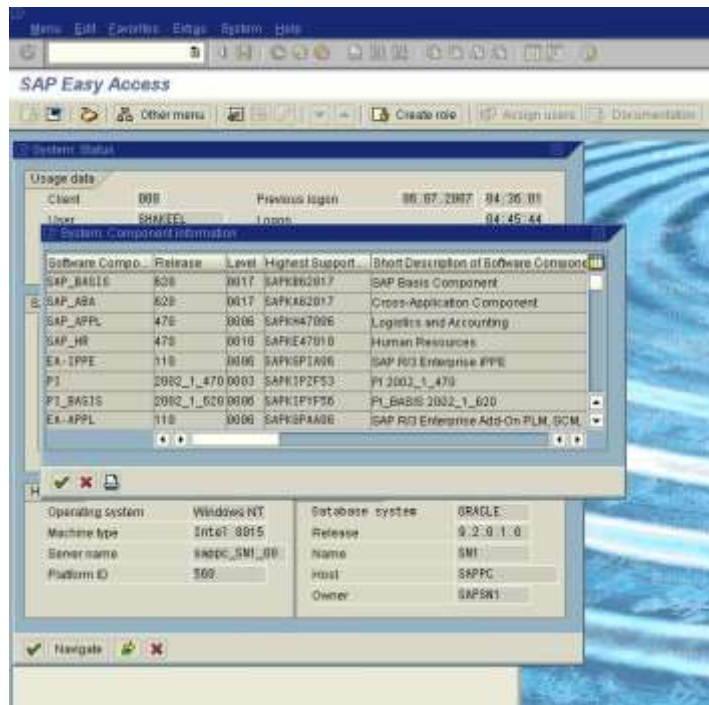 Menu Edit Favorites Extras System Help
SAP Easy Access
Other menu Create role Assign users Documentation
System: Status
Usage data
Client Previous logon 04:36:01
User SHAKEEL Logon 04:45:44
System: Component information
Software Compo... Release Level Highest Support... Short Description of Software Compone
SAP_BASIS 620 0017 SAPKB62017 SAP Basis Component
SAP_ABA 620 0017 SAPKA62017 Cross-Application Component
SAP_APPL 470 0006 SAPKH47006 Logistics and Accounting
SAP_HR 470 0010 SAPKE47010 Human Resources
EA-IPPE 110 0006 SAPKGPIA06 SAP R/3 Enterprise iPPE
PI 2002_1_470 0003 SAPKIP2F53 PI 2002_1_470
PI_BASIS 2002_1_620 0006 SAPKIPYF56 PI_BASIS 2002_1_620
EA-APPL 110 0006 SAPKGPAA06 SAP R/3 Enterprise Add-On PLM, SCM,
Operating system Windows NT Database system ORACLE
Machine type Intel Release 9.2.0.1.0
Server name sappc_SM1_00 Name SM1
Platform ID 560 Host SAPPC
Owner SAPSM1
Navigate